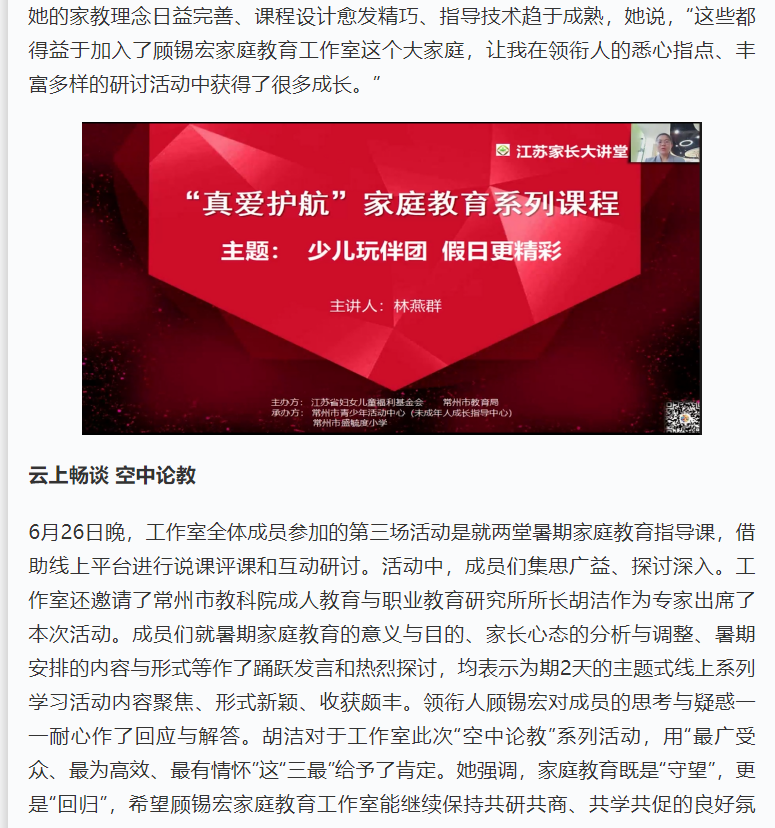 她的家教理念日益完善、课程设计愈发精巧、指导技术趋于成熟，她说，“这些都
得益于加入了顾锡宏家庭教育工作室这个大家庭，让我在领衔人的悉心指点、丰
富多样的研讨活动中获得了很多成长。”
江苏家长大讲堂
“真爱护航”家庭教育系列课程
主题： 少儿玩伴团 假日更精彩
主讲人：林燕群
主办方： 江苏省妇女儿童福利基金会 常州市教育局
承办方： 常州市青少年活动中心（未成年人成长指导中心）
常州市盛毓度小学
云上畅谈 空中论教
6月26日晚，工作室全体成员参加的第三场活动是就两堂暑期家庭教育指导课，借
助线上平台进行说课评课和互动研讨。活动中，成员们集思广益、探讨深入。工
作室还邀请了常州市教科院成人教育与职业教育研究所所长胡洁作为专家出席了
本次活动。成员们就暑期家庭教育的意义与目的、家长心态的分析与调整、暑期
安排的内容与形式等作了踊跃发言和热烈探讨，均表示为期2天的主题式线上系列
学习活动内容聚焦、形式新颖、收获颇丰。领衔人顾锡宏对成员的思考与疑惑一
一耐心作了回应与解答。胡洁对于工作室此次“空中论教”系列活动，用“最广受
众、最为高效、最有情怀”这“三最”给予了肯定。她强调，家庭教育既是“守望”，更
是“回归”，希望顾锡宏家庭教育工作室能继续保持共研共商、共学共促的良好氛